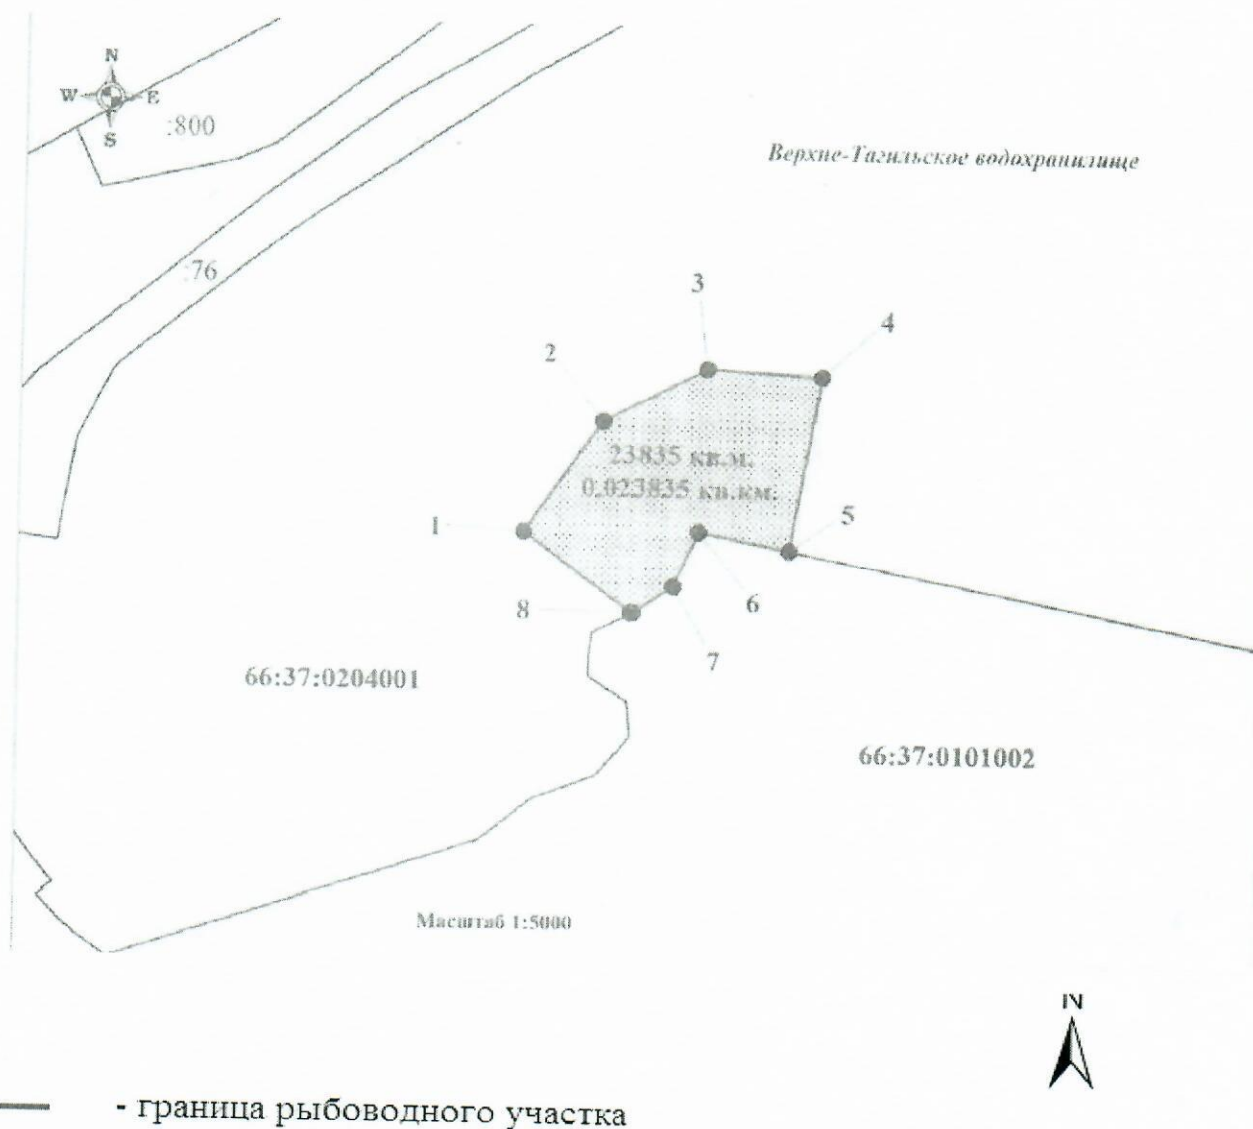 N
W E
S
:800
Верхне-Тагильское водохранилище
:76
3
4
2
23835 кв.м.
0,023835 кв.км.
1
5
8
6
7
66:37:0204001
66:37:0101002
Масштаб 1:5000
N
- граница рыбоводного участка